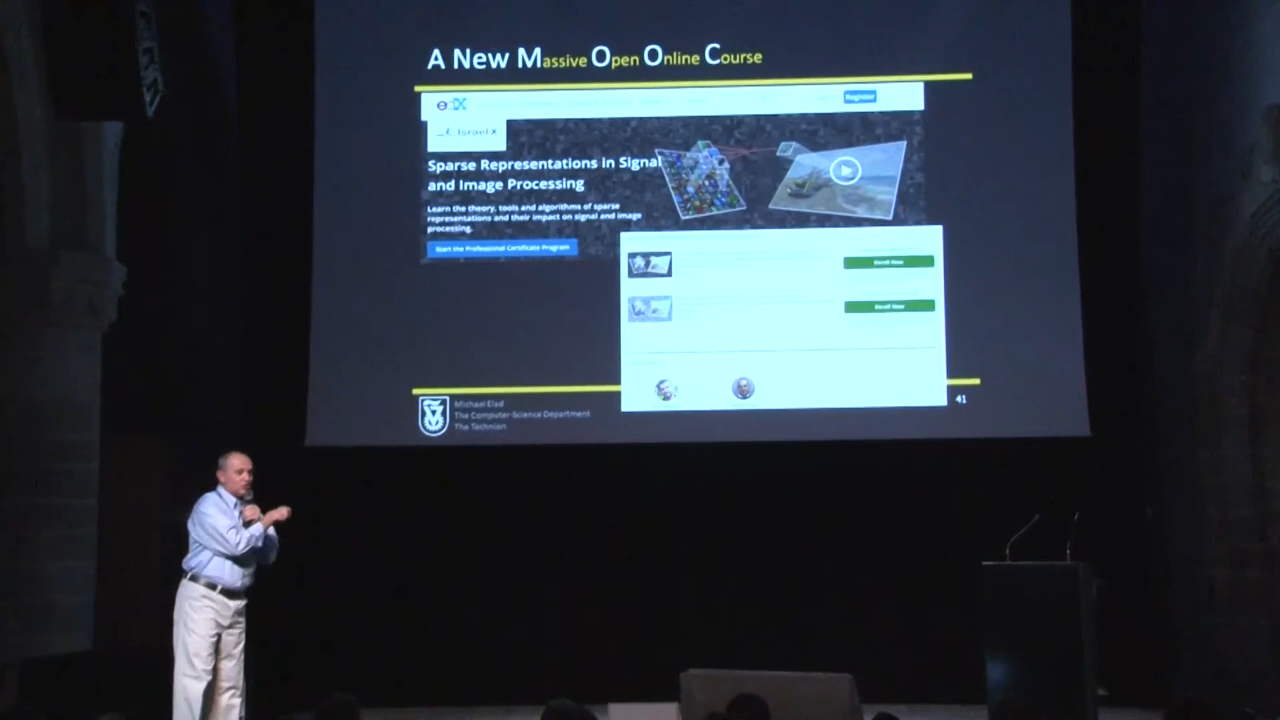 A New Massive Open Online Course
edX
Register
Israel X
Sparse Representations in Signal
and Image Processing
Learn the theory, tools and algorithms of sparse
representations and their impact on signal and image
processing.
Start the Professional Certificate Program
Enroll Now
Enroll Now
Michael Elad
The Computer-Science Department
The Technion
41